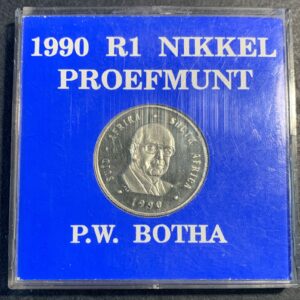 1990 R1 NIKKEL
PROEFMUNT
SUID · AFRIKA · SOUTH AFRICA
1990
P.W. BOTHA